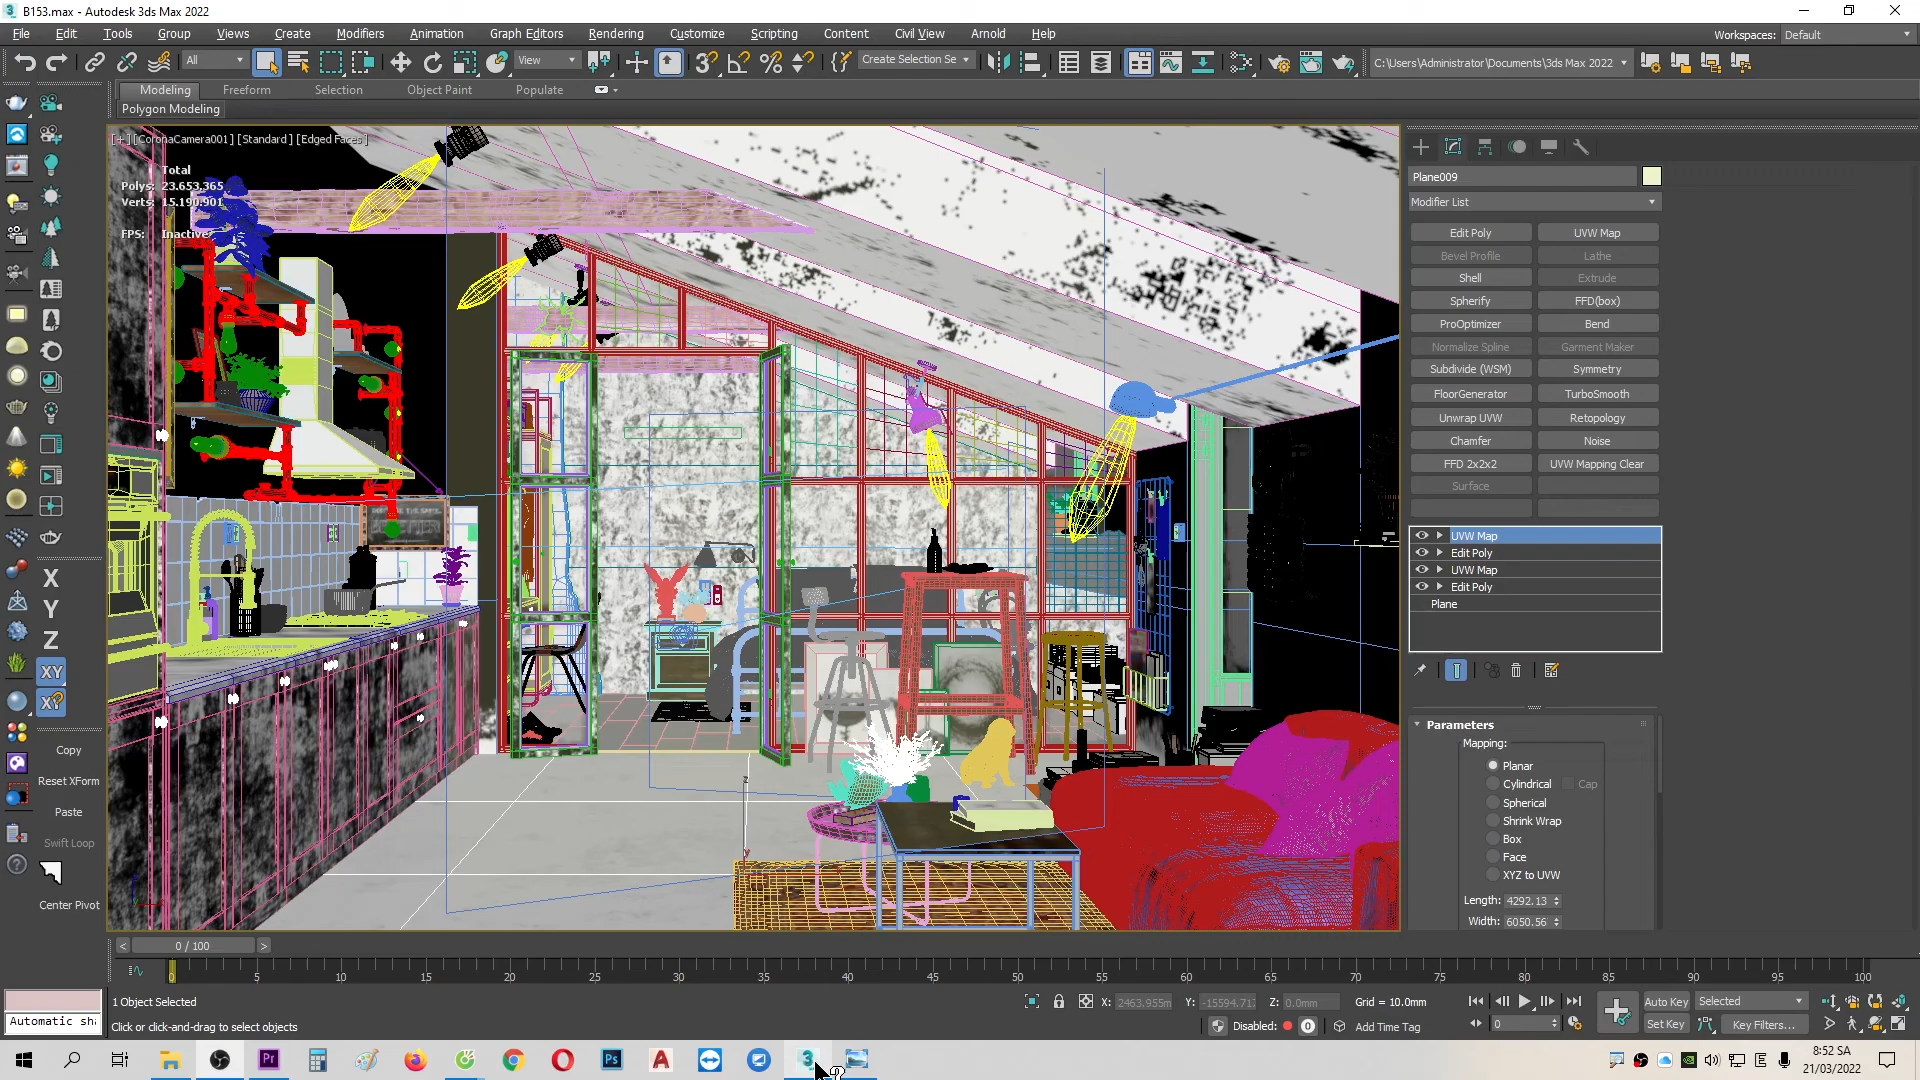 B153.max - Autodesk 3ds Max 2022
File Edit Tools Group Views Create Modifiers Animation Graph Editors Rendering Customize Scripting Content Civil View Arnold Help Workspaces: Default
All View Create Selection Se C:\Users\Administrator\Documents\3ds Max 2022
Modeling Freeform Selection Object Paint Populate
Polygon Modeling
[+] [CoronaCamera001] [Standard] [Edged Faces]
Total
Polys: 23.653.365
Verts: 15.190.901
FPS: Inactive
Plane009
Modifier List
Edit Poly UVW Map
Bevel Profile Lathe
Shell Extrude
Spherify FFD(box)
ProOptimizer Bend
Normalize Spline Garment Maker
Subdivide (WSM) Symmetry
FloorGenerator TurboSmooth
Unwrap UVW Retopology
Chamfer Noise
FFD 2x2x2 UVW Mapping Clear
Surface
UVW Map
Edit Poly
UVW Map
Edit Poly
Plane
X
Y
Z
XY
XY
Copy
Reset XForm
Paste
Swift Loop
Center Pivot
Parameters
Mapping:
Planar
Cylindrical Cap
Spherical
Shrink Wrap
Box
Face
XYZ to UVW
Length: 4292.13
Width: 6050.56
< 0 / 100 >
0 5 10 15 20 25 30 35 40 45 50 55 60 65 70 75 80 85 90 95 100
1 Object Selected X: 2463.955m Y: -15594.71 Z: 0.0mm Grid = 10.0mm Auto Key Selected
Automatic sha Click or click-and-drag to select objects Disabled: 0 Add Time Tag 0 Set Key Key Filters...
8:52 SA
21/03/2022